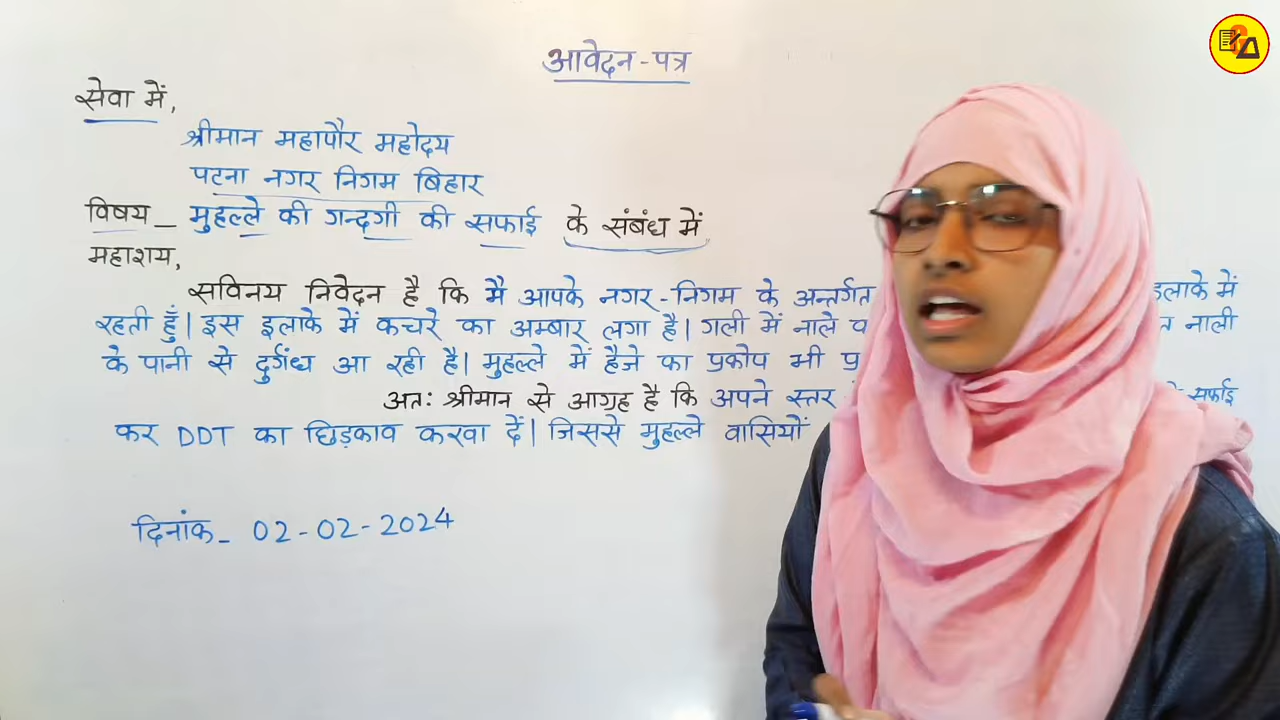 आवेदन-पत्र
सेवा में,
श्रीमान महापौर महोदय
पटना नगर निगम बिहार
विषय_ मुहल्ले की गन्दगी की सफाई के संबंध में
महाशय,
सविनय निवेदन है कि मै आपके नगर-निगम के अन्तर्गत इलाके में
रहती हुँ। इस इलाके में कचरे का अम्बार लगा है। गली में नाले नाली
के पानी से दुर्गंध आ रही है। मुहल्ले में हैजे का प्रकोप भी
अतः श्रीमान से आग्रह है कि अपने स्तर सफाई
कर DDT का छिड़काव करवा दें। जिससे मुहल्ले वासियों
दिनांक_ 02-02-2024